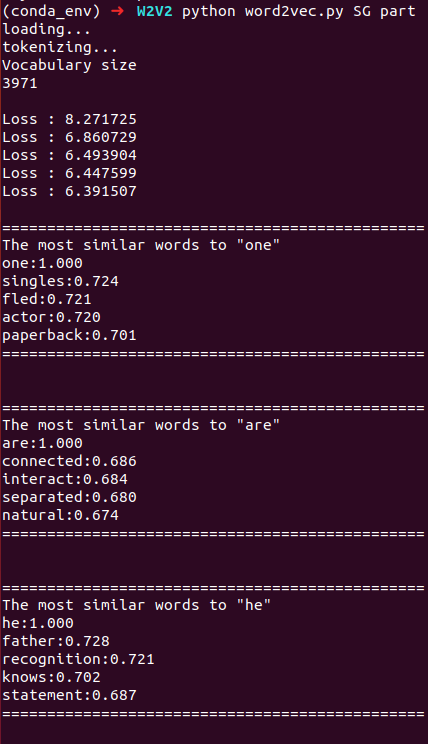 (conda_env) ➜ W2V2 python word2vec.py SG part
loading...
tokenizing...
Vocabulary size
3971
Loss : 8.271725
Loss : 6.860729
Loss : 6.493904
Loss : 6.447599
Loss : 6.391507
===============================================
The most similar words to "one"
one:1.000
singles:0.724
fled:0.721
actor:0.720
paperback:0.701
===============================================
===============================================
The most similar words to "are"
are:1.000
connected:0.686
interact:0.684
separated:0.680
natural:0.674
===============================================
===============================================
The most similar words to "he"
he:1.000
father:0.728
recognition:0.721
knows:0.702
statement:0.687
===============================================